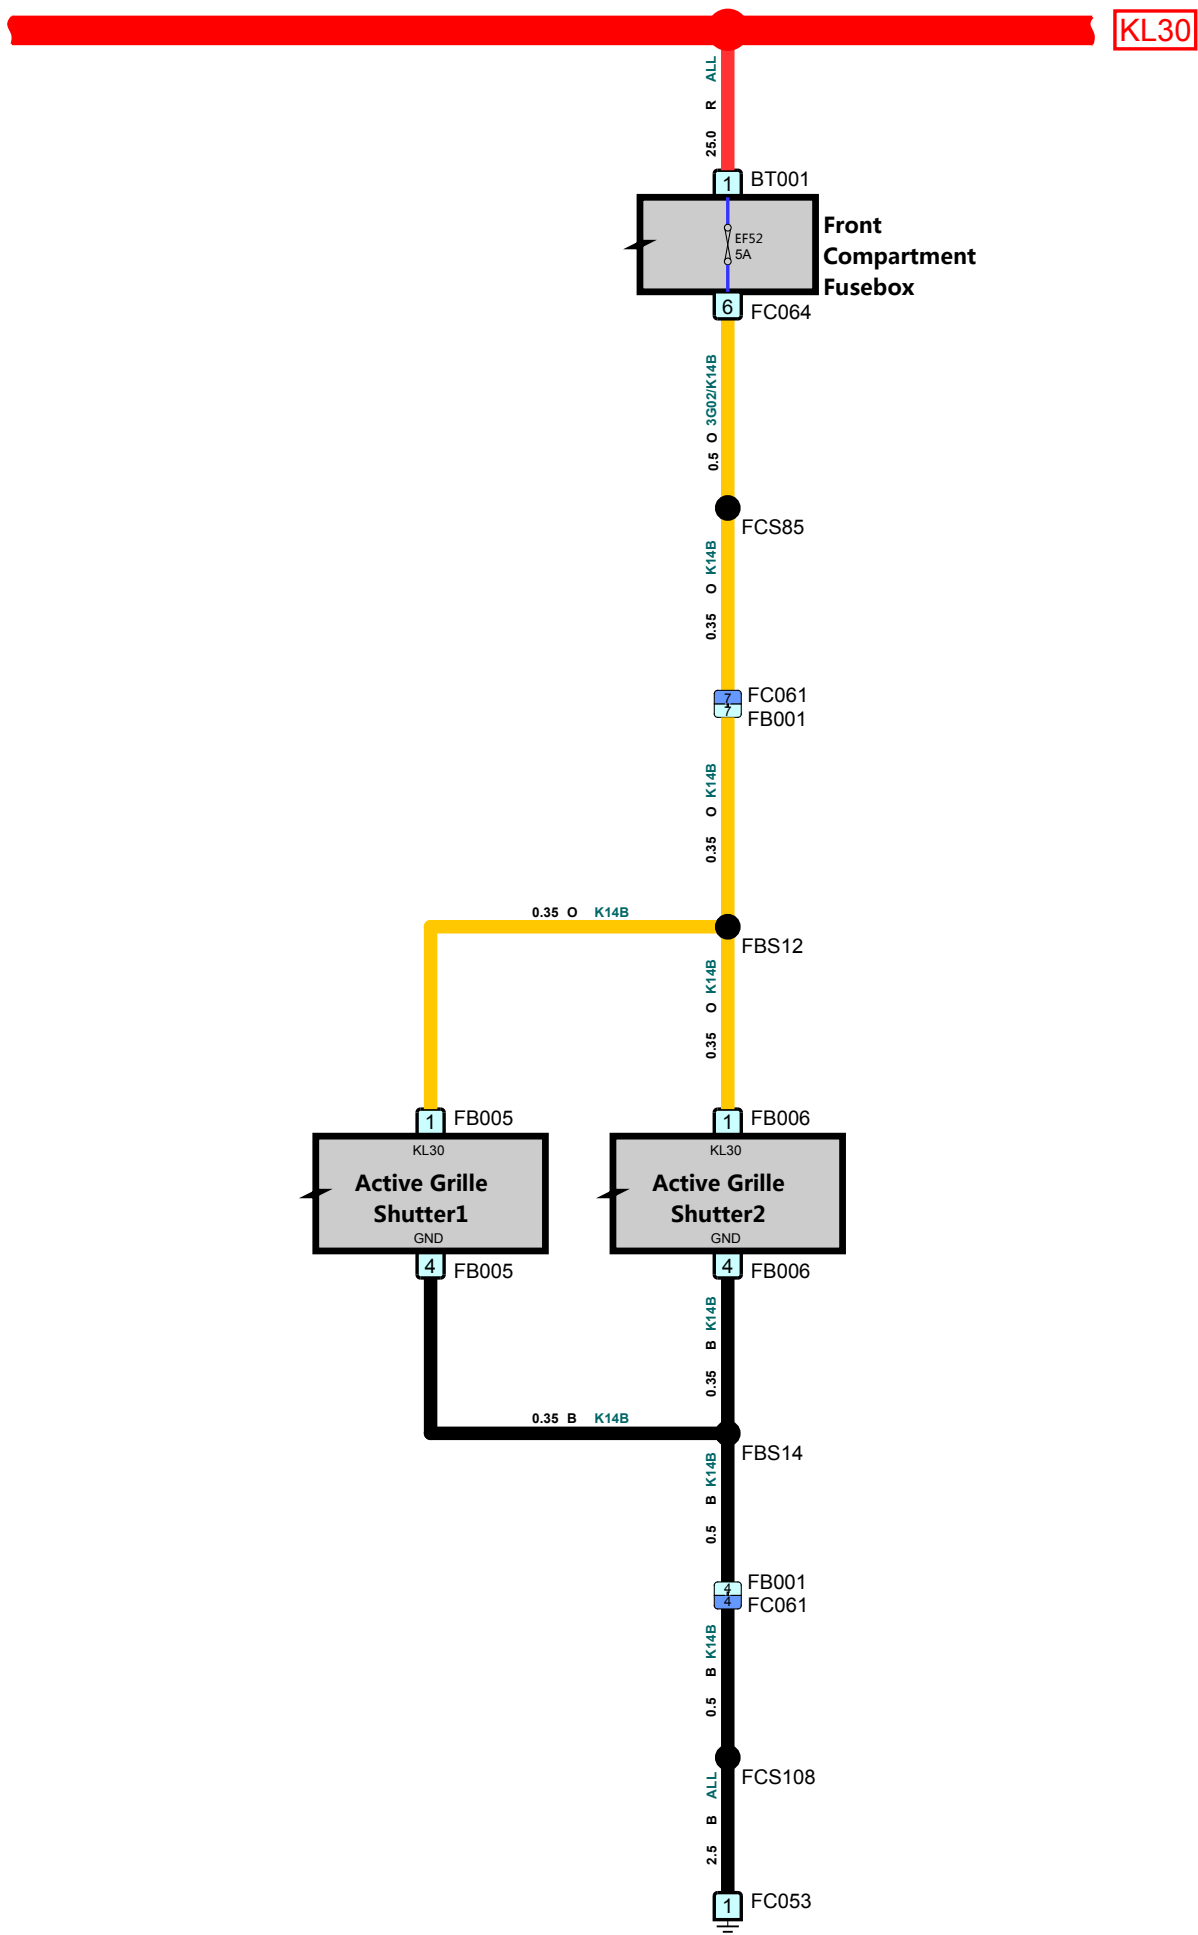 KL30
25.0 R ALL
1 BT001
EF52
5A
Front
Compartment
Fusebox
6 FC064
0.5 O 3G02/K14B
FCS85
0.35 O K14B
7 FC061
7 FB001
0.35 O K14B
0.35 O K14B
FBS12
0.35 O K14B
1 FB005
1 FB006
KL30
KL30
Active Grille
Shutter1
Active Grille
Shutter2
GND
GND
4 FB005
4 FB006
0.35 B K14B
0.35 B K14B
FBS14
0.5 B K14B
4 FB001
4 FC061
0.5 B K14B
FCS108
2.5 B ALL
1 FC053